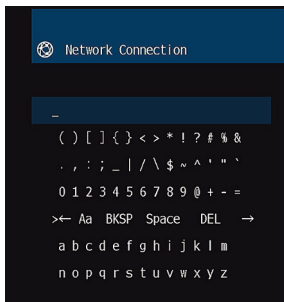 Network Connection
_
( ) [ ] { } < > * ! ? # % &
. , : ; _ | / \ $ ~ ^ ' " `
0 1 2 3 4 5 6 7 8 9 @ + - =
>← Aa BKSP Space DEL →
a b c d e f g h i j k l m
n o p q r s t u v w x y z